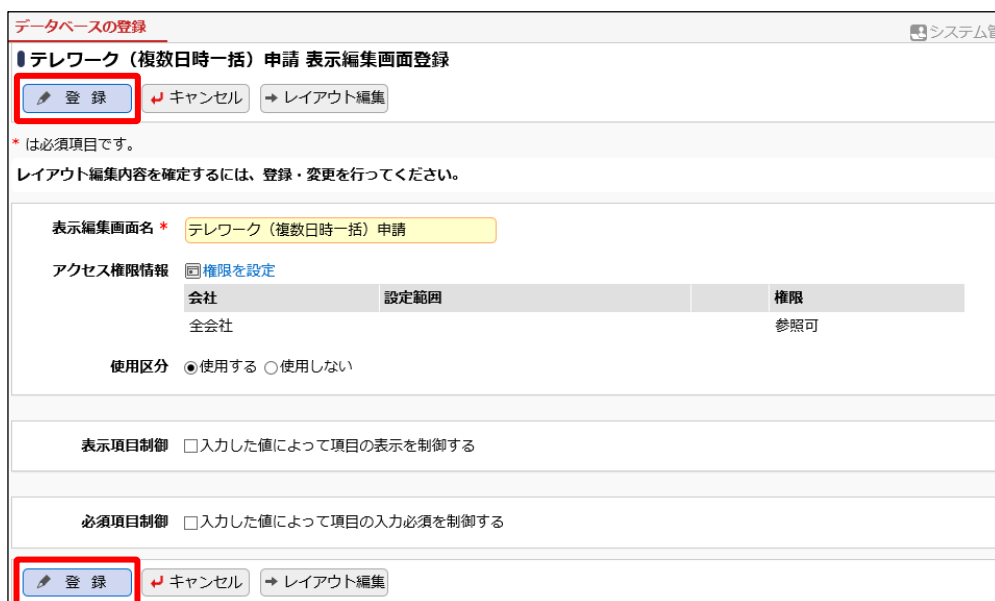 データベースの登録
システム管
テレワーク（複数日時一括）申請 表示編集画面登録
登 録 キャンセル レイアウト編集
* は必須項目です。
レイアウト編集内容を確定するには、登録・変更を行ってください。
表示編集画面名 * テレワーク（複数日時一括）申請
アクセス権限情報 権限を設定
会社 設定範囲 権限
全会社 参照可
使用区分 使用する 使用しない
表示項目制御 入力した値によって項目の表示を制御する
必須項目制御 入力した値によって項目の入力必須を制御する
登 録 キャンセル レイアウト編集